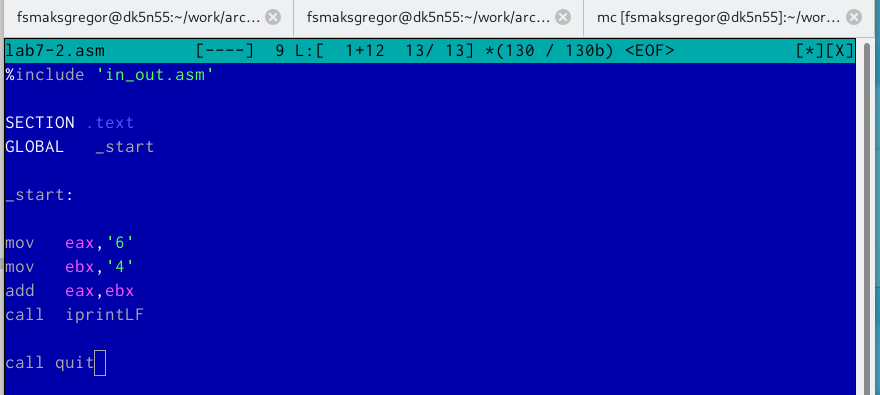 fsmaksgregor@dk5n55:~/work/arc... fsmaksgregor@dk5n55:~/work/arc... mc [fsmaksgregor@dk5n55]:~/wor...
lab7-2.asm [----] 9 L:[ 1+12 13/ 13] *(130 / 130b) <EOF> [*][X]
%include 'in_out.asm'
SECTION .text
GLOBAL _start
_start:
mov eax,'6'
mov ebx,'4'
add eax,ebx
call iprintLF
call quit